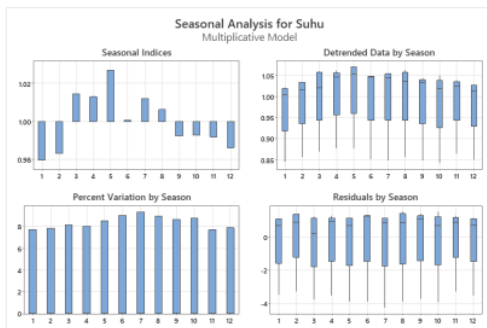 Seasonal Analysis for Suhu
Multiplicative Model
Seasonal Indices
1.02
1.00
0.98
1 2 3 4 5 6 7 8 9 10 11 12
Detrended Data by Season
1.05
1.00
0.95
0.90
0.85
1 2 3 4 5 6 7 8 9 10 11 12
Percent Variation by Season
8
6
4
2
0
1 2 3 4 5 6 7 8 9 10 11 12
Residuals by Season
0
-2
-4
1 2 3 4 5 6 7 8 9 10 11 12